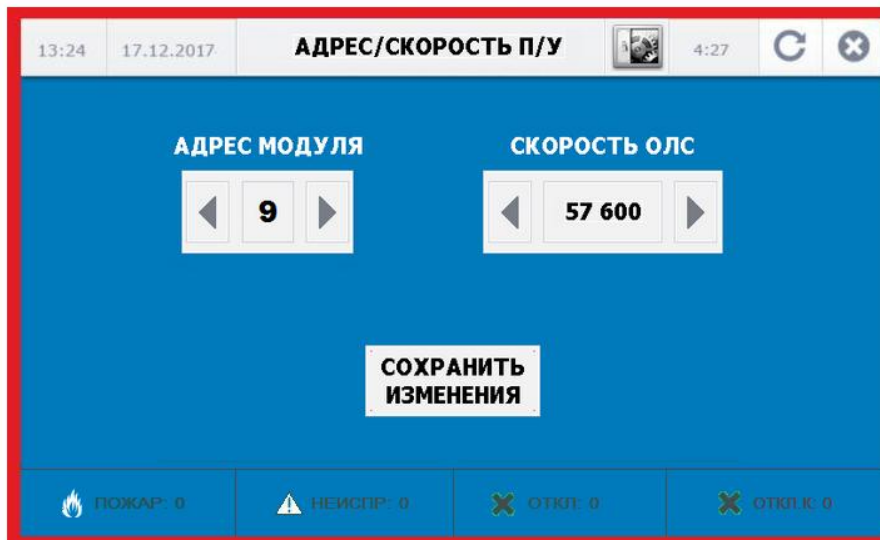 13:24 17.12.2017 АДРЕС/СКОРОСТЬ П/У 4:27
АДРЕС МОДУЛЯ СКОРОСТЬ ОЛС
9 57 600
СОХРАНИТЬ
ИЗМЕНЕНИЯ
ПОЖАР: 0 НЕИСПР: 0 ОТКЛ: 0 ОТКЛ.К: 0